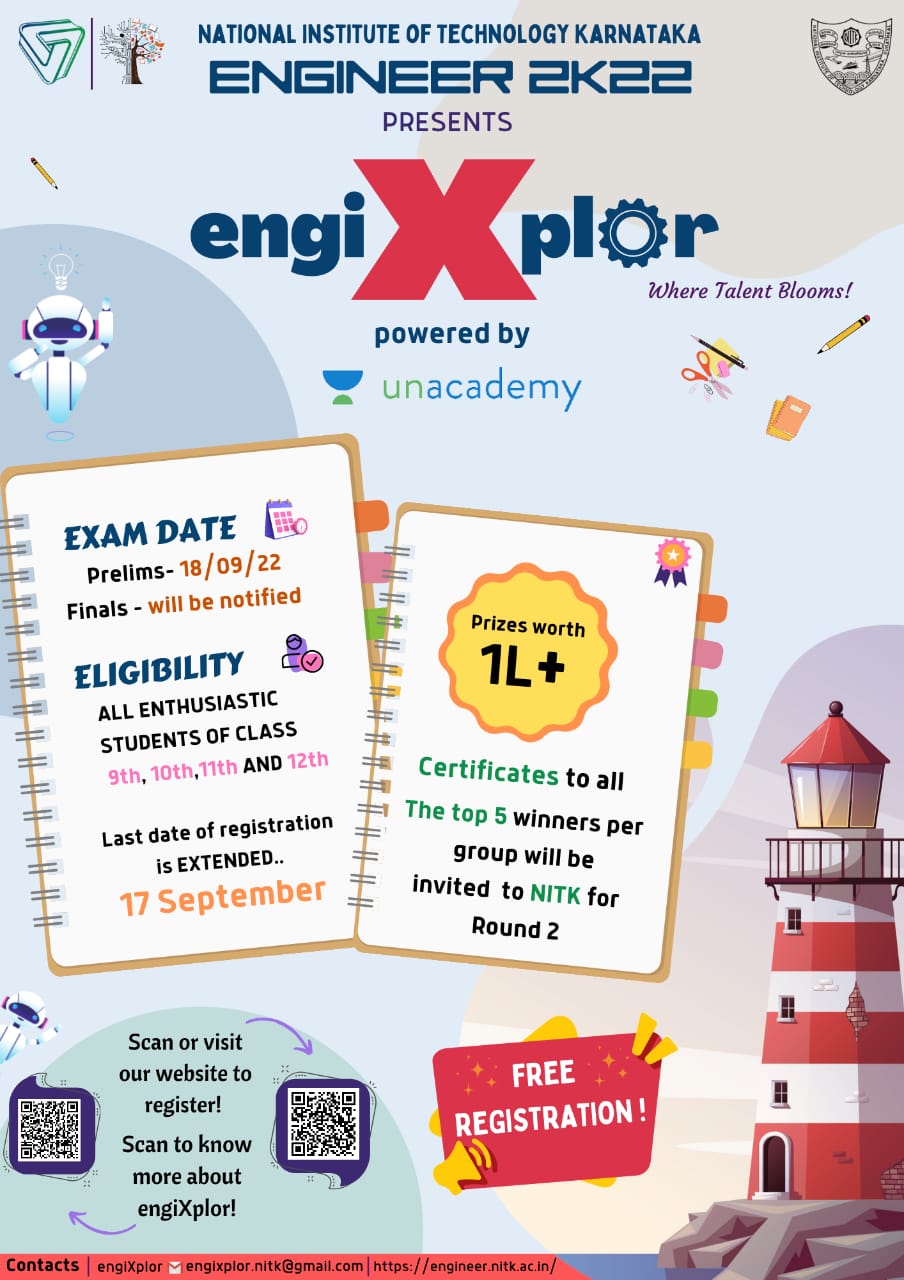 NATIONAL INSTITUTE OF TECHNOLOGY KARNATAKA
ENGINEER 2K22
PRESENTS
engiXplor
Where Talent Blooms!
powered by
unacademy
EXAM DATE
Prelims- 18/09/22
Finals - will be notified
ELIGIBILITY
ALL ENTHUSIASTIC
STUDENTS OF CLASS
9th, 10th,11th AND 12th
Last date of registration
is EXTENDED..
17 September
Prizes worth
1L+
Certificates to all
The top 5 winners per
group will be
invited to NITK for
Round 2
Scan or visit
our website to
register!
Scan to know
more about
engiXplor!
FREE
REGISTRATION !
Contacts | engiXplor engixplor.nitk@gmail.com | https://engineer.nitk.ac.in/